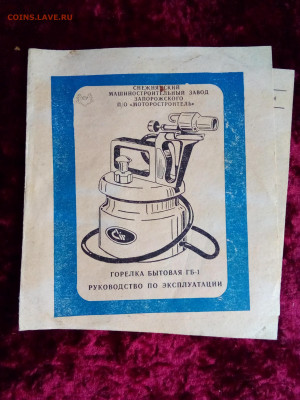 COINS.LAVE.RU
СНЕЖНЯНСКИЙ
МАШИНОСТРОИТЕЛЬНЫЙ ЗАВОД
ЗАПОРОЖСКОГО
П/О «МОТОРОСТРОИТЕЛЬ»
ГОРЕЛКА БЫТОВАЯ ГБ-1
РУКОВОДСТВО ПО ЭКСПЛУАТАЦИИ